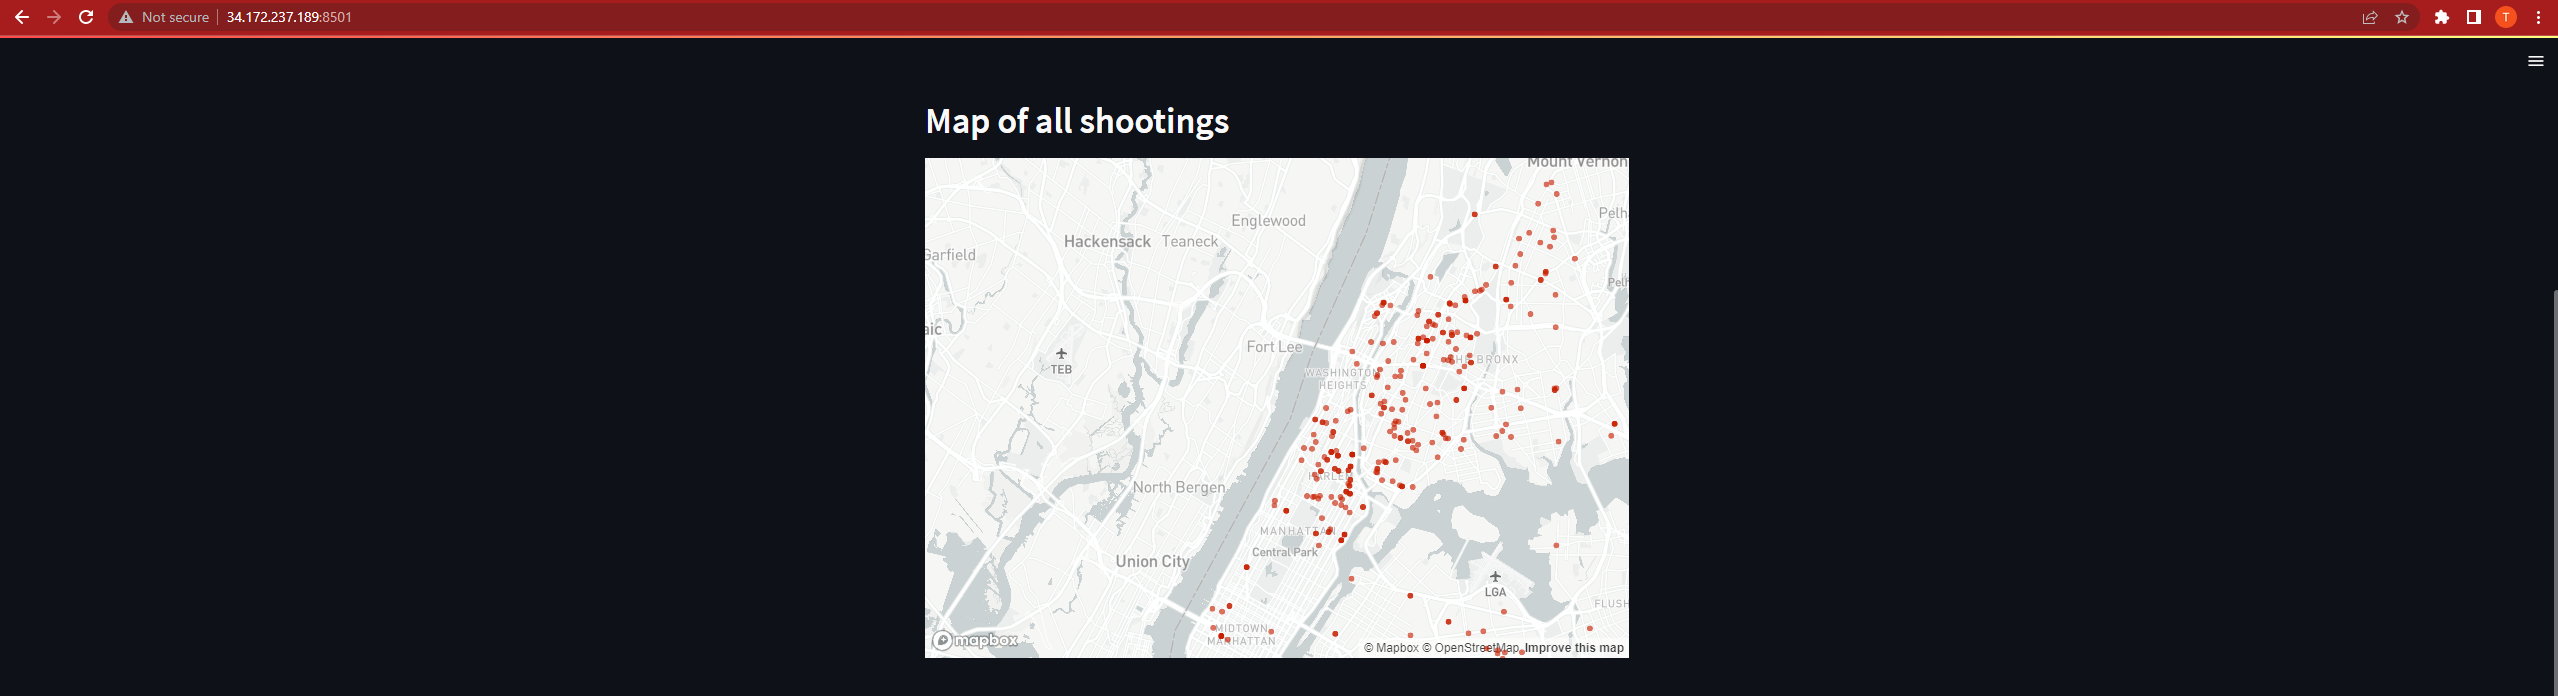 Not secure 34.172.237.189:8501
T
Map of all shootings
Mount Vernon
Englewood
Pelh
Hackensack Teaneck
Garfield
Pelh
aic
Fort Lee
TEB
THE BRONX
WASHINGTON
HEIGHTS
HARLEM
North Bergen
MANHATTAN
Central Park
Union City
LGA
FLUSH
MIDTOWN
MANHATTAN
mapbox
© Mapbox © OpenStreetMap Improve this map